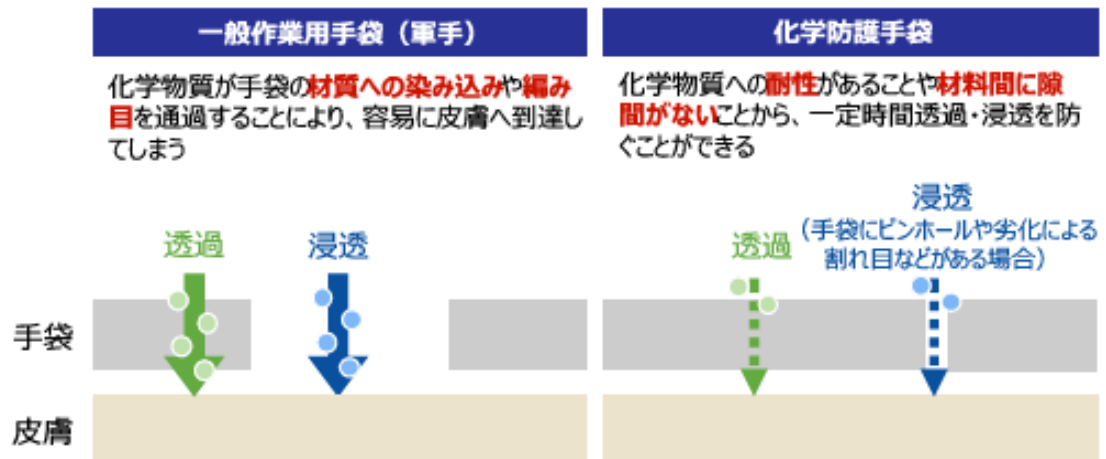 一般作業用手袋（軍手）
化学物質が手袋の材質への染み込みや編み
目を通過することにより、容易に皮膚へ到達し
てしまう
化学防護手袋
化学物質への耐性があることや材料間に隙
間がないことから、一定時間透過・浸透を防
ぐことができる
透過
浸透
透過
浸透
（手袋にピンホールや劣化による
割れ目などがある場合）
手袋
皮膚